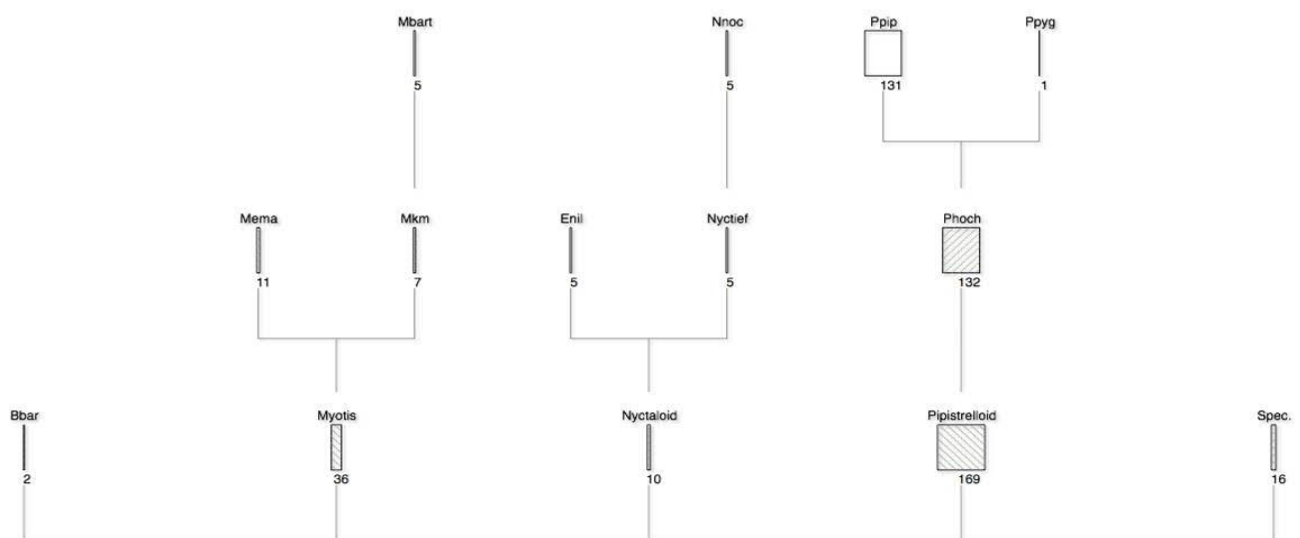 Mbart Nnoc Ppip Ppyg
5 5 131 1
Mema Mkm Enil Nyctief Phoch
11 7 5 5 132
Bbar Myotis Nyctaloid Pipistrelloid Spec.
2 36 10 169 16